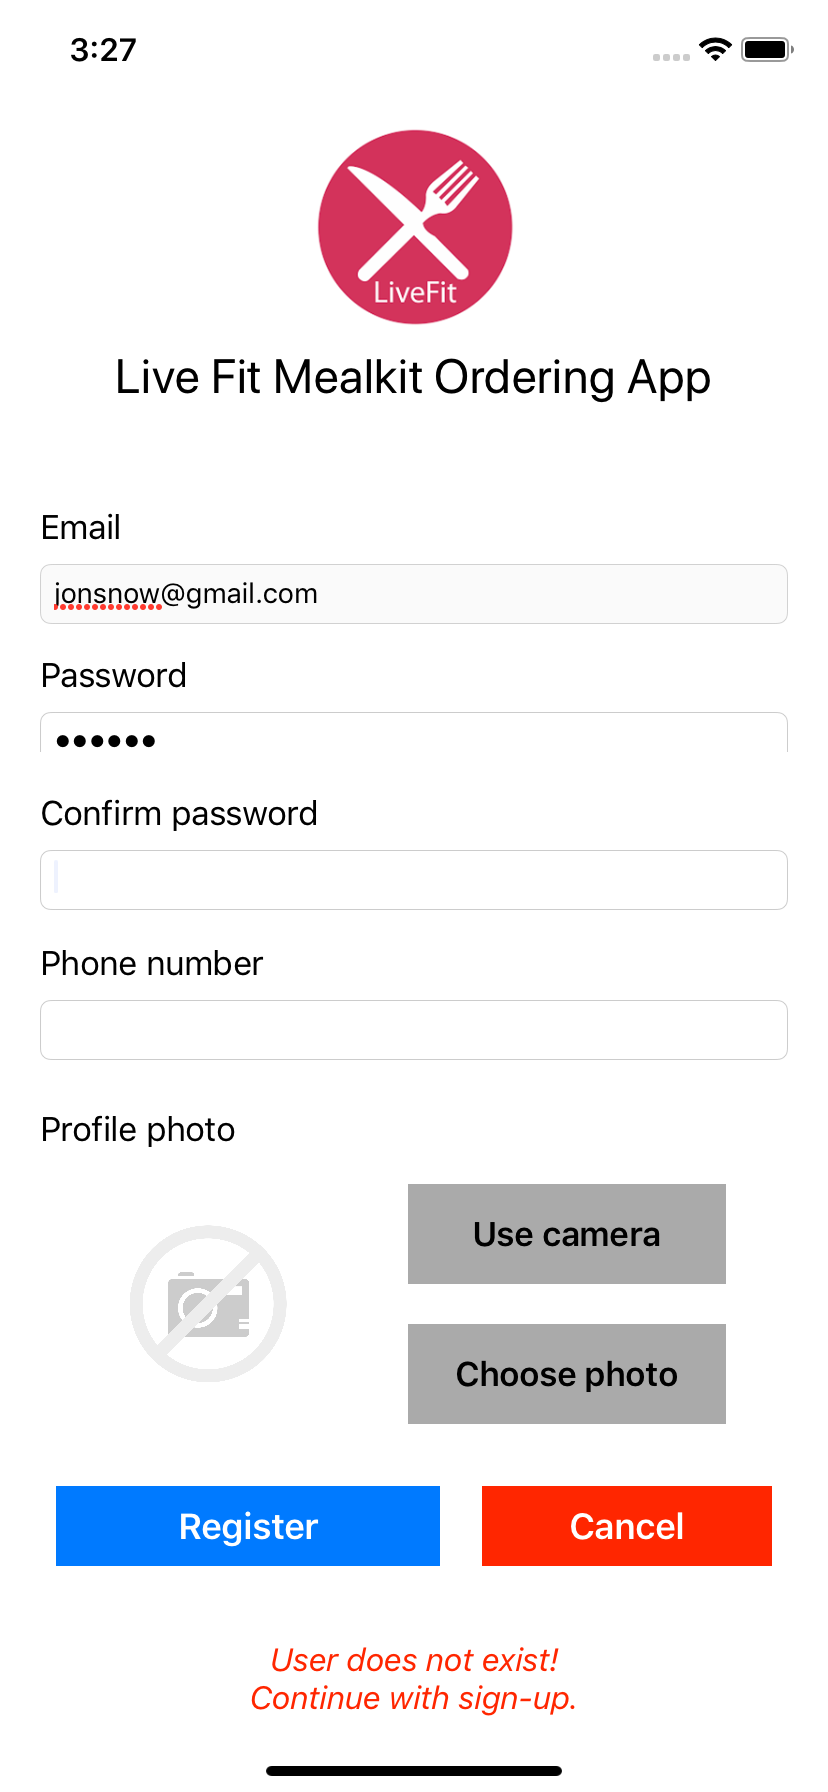 3:27
LiveFit
Live Fit Mealkit Ordering App
Email
jonsnow@gmail.com
Password
••••••
Confirm password
Phone number
Profile photo
Use camera
Choose photo
Register
Cancel
User does not exist!
Continue with sign-up.